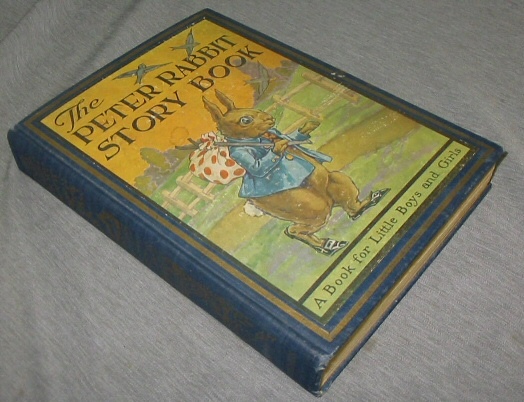 The
PETER RABBIT
STORY BOOK
A Book for Little Boys and Girls